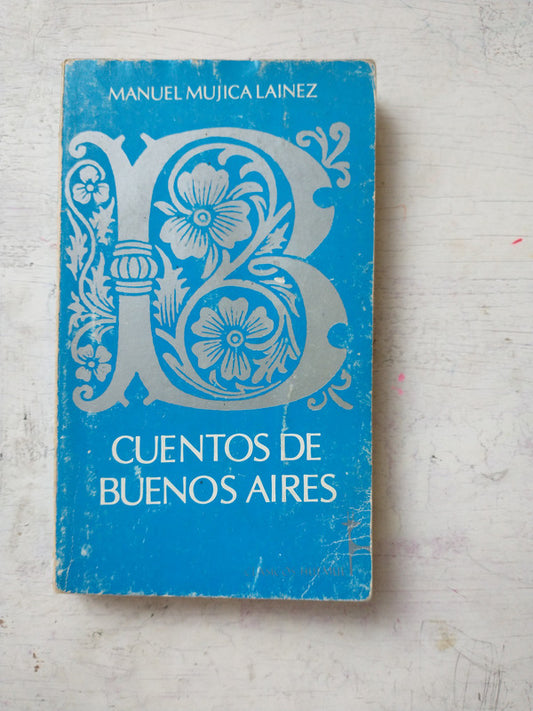 MANUEL MUJICA LAINEZ
B
CUENTOS DE
BUENOS AIRES